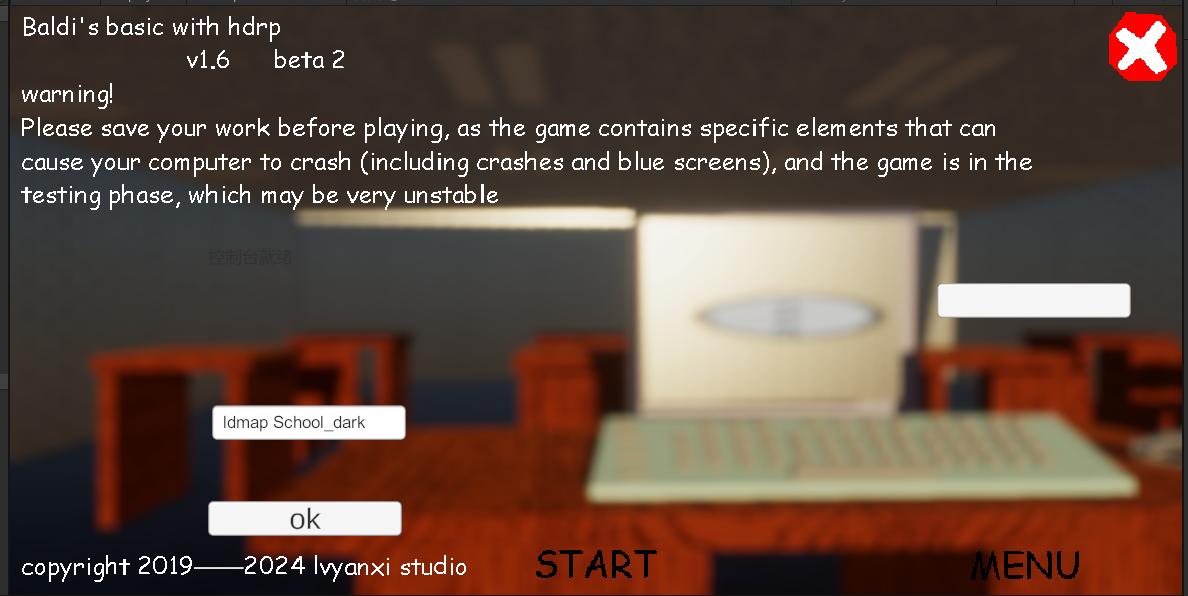 Baldi's basic with hdrp
v1.6 beta 2
warning!
Please save your work before playing, as the game contains specific elements that can
cause your computer to crash (including crashes and blue screens), and the game is in the
testing phase, which may be very unstable
控制台就绪
ldmap School_dark
ok
copyright 2019——2024 lvyanxi studio
START
MENU